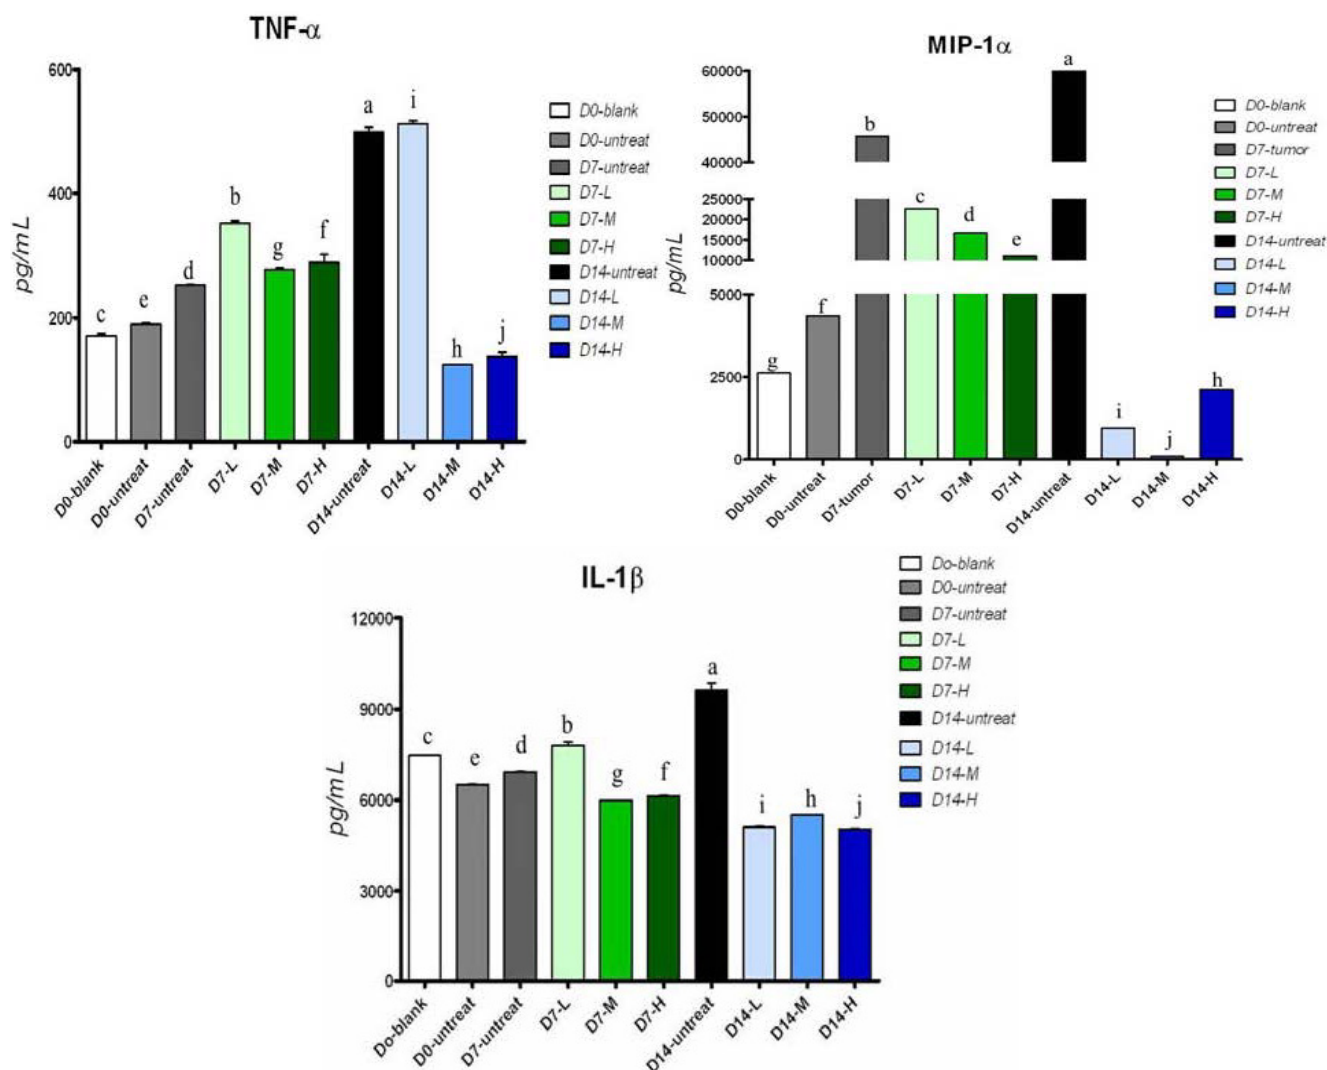 TNF-α
600
400
200
0
pg/mL
c
e
d
b
g
f
a
i
h
j
D0-blank
D0-untreat
D7-untreat
D7-L
D7-M
D7-H
D14-untreat
D14-L
D14-M
D14-H
D0-blank
D0-untreat
D7-untreat
D7-L
D7-M
D7-H
D14-untreat
D14-L
D14-M
D14-H
MIP-1α
60000
50000
40000
25000
20000
15000
10000
5000
2500
0
pg/mL
g
f
b
c
d
e
a
i
j
h
D0-blank
D0-untreat
D7-tumor
D7-L
D7-M
D7-H
D14-untreat
D14-L
D14-M
D14-H
D0-blank
D0-untreat
D7-tumor
D7-L
D7-M
D7-H
D14-untreat
D14-L
D14-M
D14-H
IL-1β
12000
9000
6000
3000
0
pg/mL
c
e
d
b
g
f
a
i
h
j
Do-blank
D0-untreat
D7-untreat
D7-L
D7-M
D7-H
D14-untreat
D14-L
D14-M
D14-H
Do-blank
D0-untreat
D7-untreat
D7-L
D7-M
D7-H
D14-untreat
D14-L
D14-M
D14-H